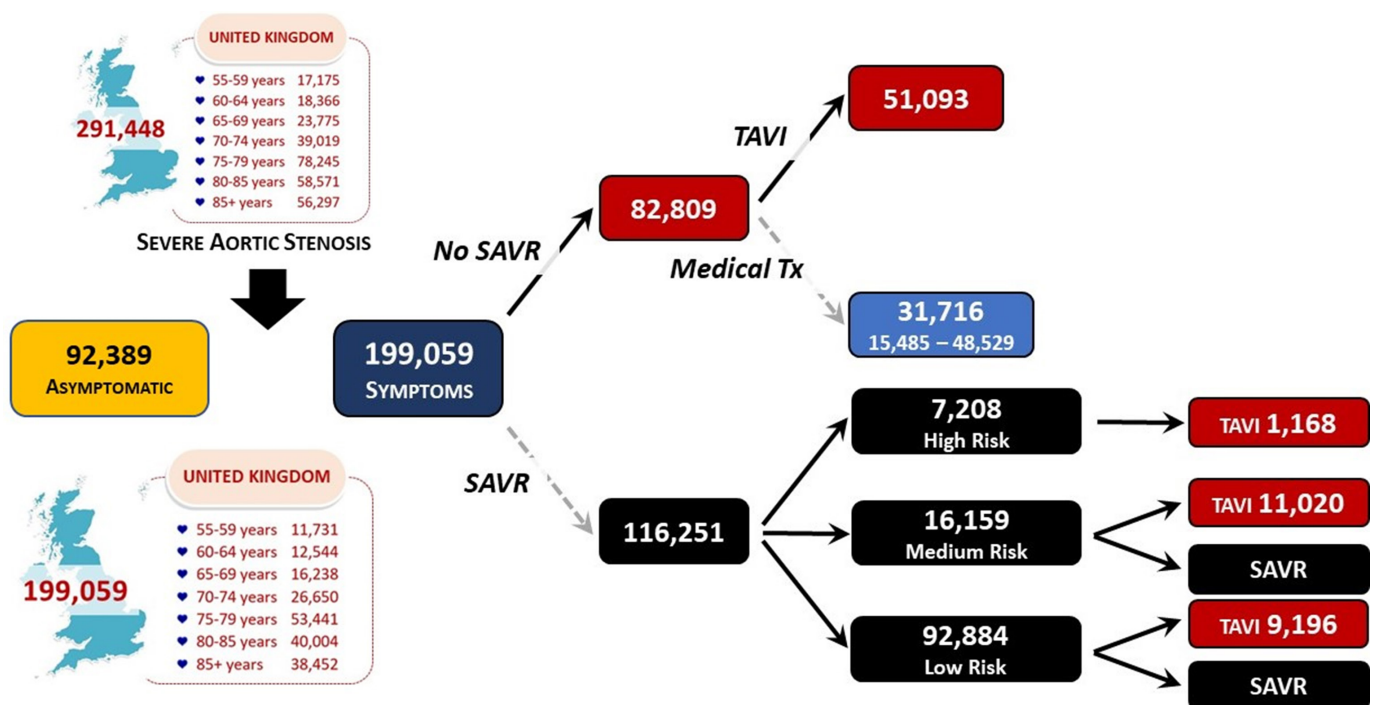 UNITED KINGDOM
55-59 years 17,175
60-64 years 18,366
65-69 years 23,775
70-74 years 39,019
75-79 years 78,245
80-85 years 58,571
85+ years 56,297
291,448
SEVERE AORTIC STENOSIS
92,389
ASYMPTOMATIC
199,059
SYMPTOMS
UNITED KINGDOM
55-59 years 11,731
60-64 years 12,544
65-69 years 16,238
70-74 years 26,650
75-79 years 53,441
80-85 years 40,004
85+ years 38,452
199,059
No SAVR
82,809
TAVI
51,093
Medical Tx
31,716
15,485 – 48,529
SAVR
116,251
7,208
High Risk
TAVI 1,168
16,159
Medium Risk
TAVI 11,020
SAVR
92,884
Low Risk
TAVI 9,196
SAVR